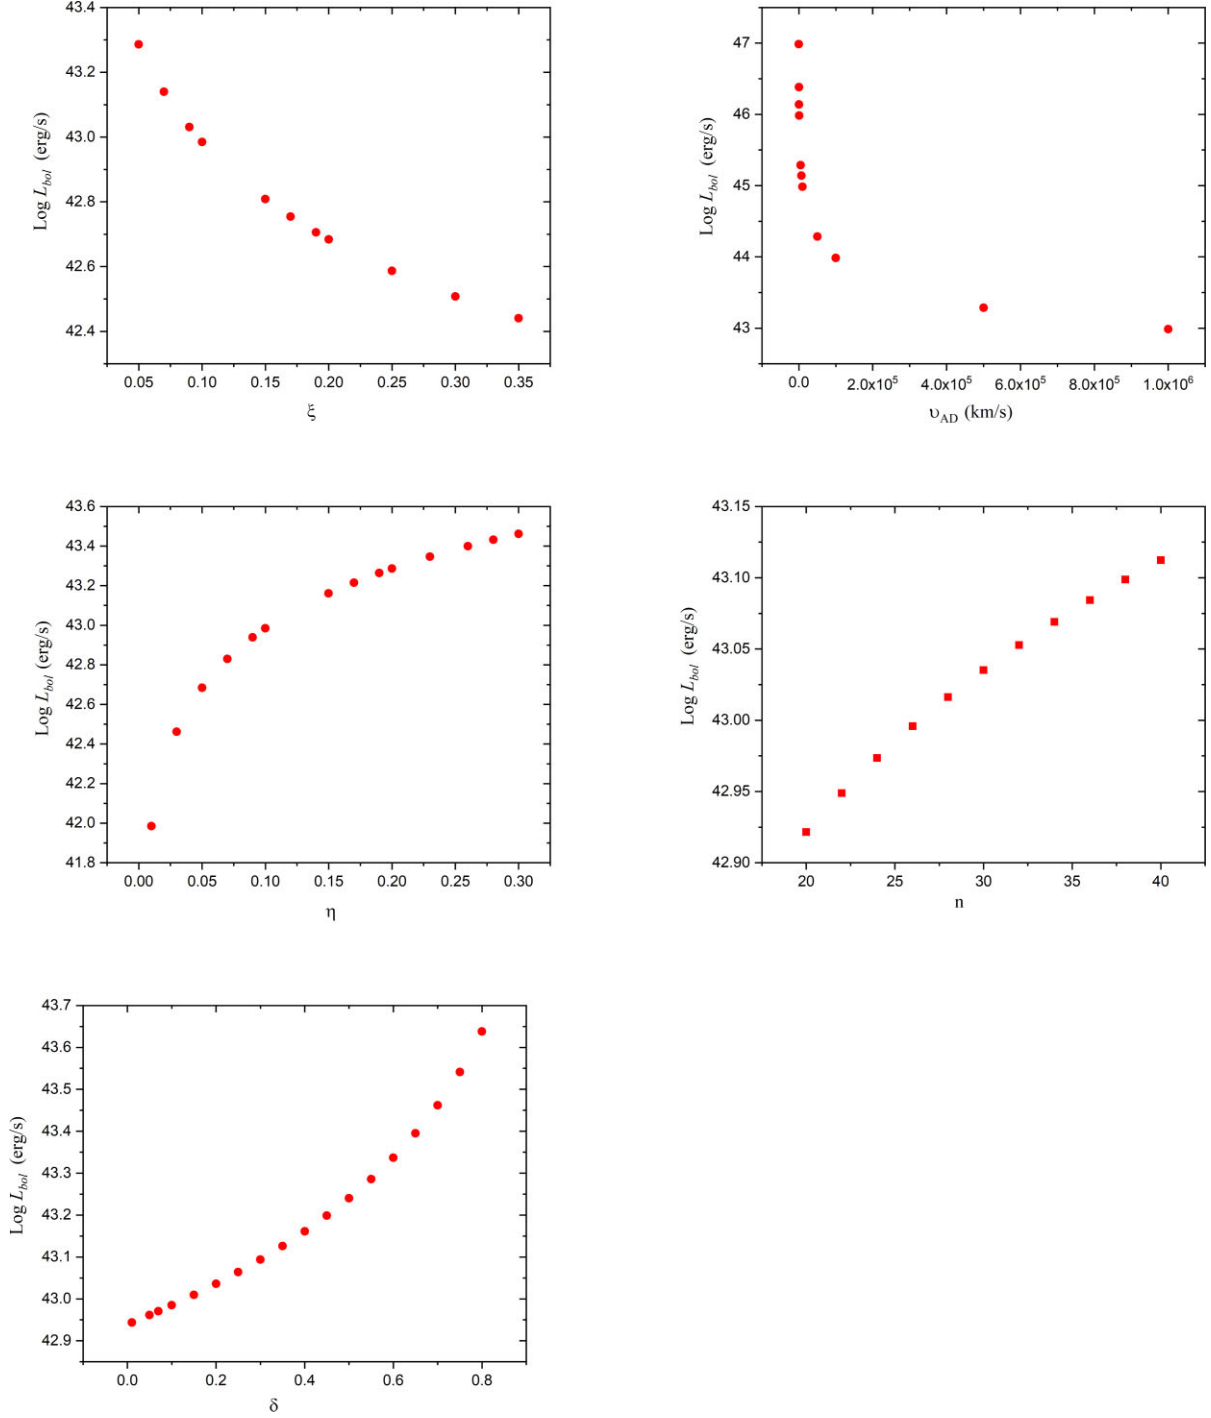 43.4
43.2
43.0
42.8
42.6
42.4
Log L_bol (erg/s)
0.05 0.10 0.15 0.20 0.25 0.30 0.35
ξ
47
46
45
44
43
Log L_bol (erg/s)
0.0 2.0x10^5 4.0x10^5 6.0x10^5 8.0x10^5 1.0x10^6
υ_AD (km/s)
43.6
43.4
43.2
43.0
42.8
42.6
42.4
42.2
42.0
41.8
Log L_bol (erg/s)
0.00 0.05 0.10 0.15 0.20 0.25 0.30
η
43.15
43.10
43.05
43.00
42.95
42.90
Log L_bol (erg/s)
20 25 30 35 40
n
43.7
43.6
43.5
43.4
43.3
43.2
43.1
43.0
42.9
Log L_bol (erg/s)
0.0 0.2 0.4 0.6 0.8
δ